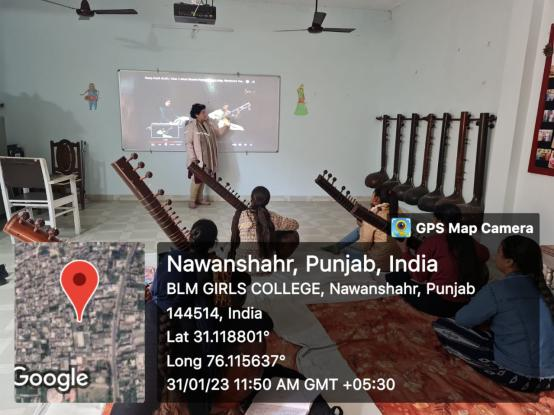 GPS Map Camera
Nawanshahr, Punjab, India
BLM GIRLS COLLEGE, Nawanshahr, Punjab
144514, India
Lat 31.118801°
Long 76.115637°
31/01/23 11:50 AM GMT +05:30
Google